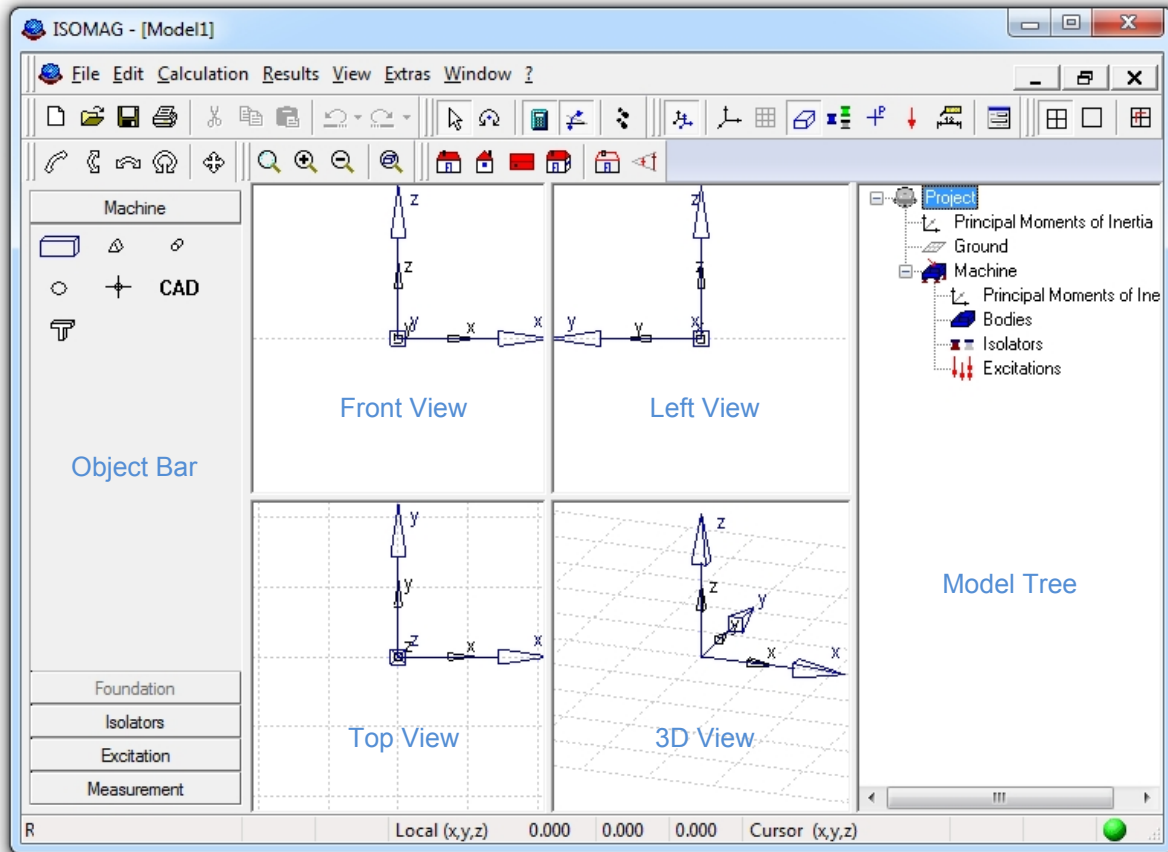 ISOMAG - [Model1]
File Edit Calculation Results View Extras Window ?
Machine
CAD
Object Bar
Foundation
Isolators
Excitation
Measurement
z
z
y
y
x
x
Front View
z
z
y
y
x
x
Left View
y
y
z
z
x
x
Top View
z
z
y
y
x
x
3D View
Project
Principal Moments of Inertia
Ground
Machine
Principal Moments of Ine
Bodies
Isolators
Excitations
Model Tree
R Local (x,y,z) 0.000 0.000 0.000 Cursor (x,y,z)